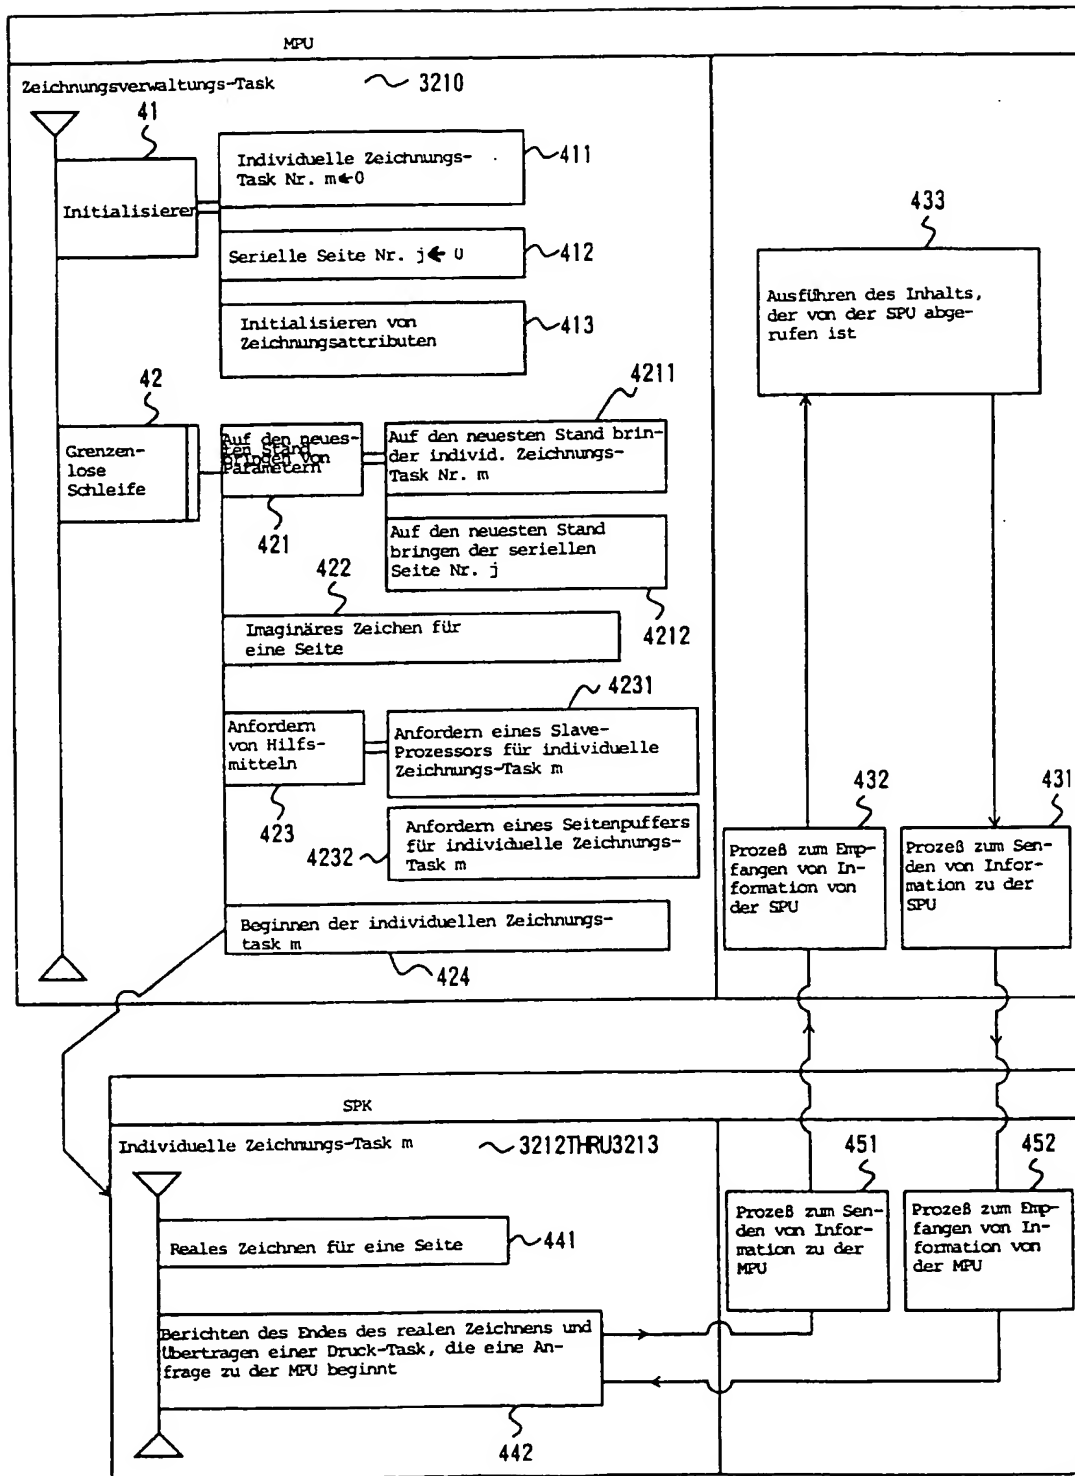 MPU
Zeichnungsverwaltungs-Task
3210
41
Initialisieren
Individuelle Zeichnungs-
Task Nr. m←0
411
Serielle Seite Nr. j← 0
412
Initialisieren von
Zeichnungsattributen
413
42
Grenzen-
lose
Schleife
Auf den neues-
ten Stand
bringen von
Parametern
421
4211
Auf den neuesten Stand brin-
der individ. Zeichnungs-
Task Nr. m
Auf den neuesten Stand
bringen der seriellen
Seite Nr. j
4212
422
Imaginäres Zeichen für
eine Seite
Anfordern
von Hilfs-
mitteln
423
4231
Anfordern eines Slave-
Prozessors für individuelle
Zeichnungs-Task m
4232
Anfordern eines Seitenpuffers
für individuelle Zeichnungs-
Task m
Beginnen der individuellen Zeichnungs-
task m
424
433
Ausführen des Inhalts,
der von der SPU abge-
rufen ist
432
Prozeß zum Emp-
fangen von In-
formation von
der SPU
431
Prozeß zum Sen-
den von Infor-
mation zu der
SPU
SPK
Individuelle Zeichnungs-Task m
3212THRU3213
Reales Zeichnen für eine Seite
441
Berichten des Endes des realen Zeichnens und
Übertragen einer Druck-Task, die eine An-
frage zu der MPU beginnt
442
451
Prozeß zum Sen-
den von Infor-
mation zu der
MPU
452
Prozeß zum Emp-
fangen von In-
formation von
der MPU